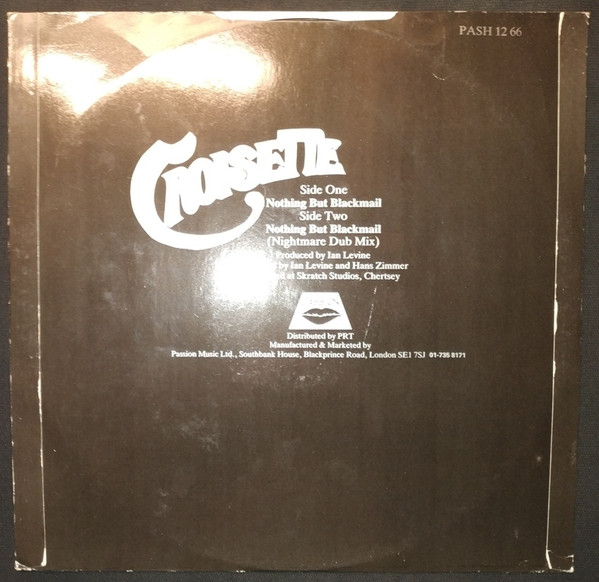 PASH 12 66
CROISETTE
Side One
Nothing But Blackmail
Side Two
Nothing But Blackmail
(Nightmare Dub Mix)
Produced by Ian Levine
by Ian Levine and Hans Zimmer
at Skratch Studios, Chertsey
Distributed by PRT
Manufactured & Marketed by
Passion Music Ltd., Southbank House, Blackprince Road, London SE1 7SJ 01-735 8171